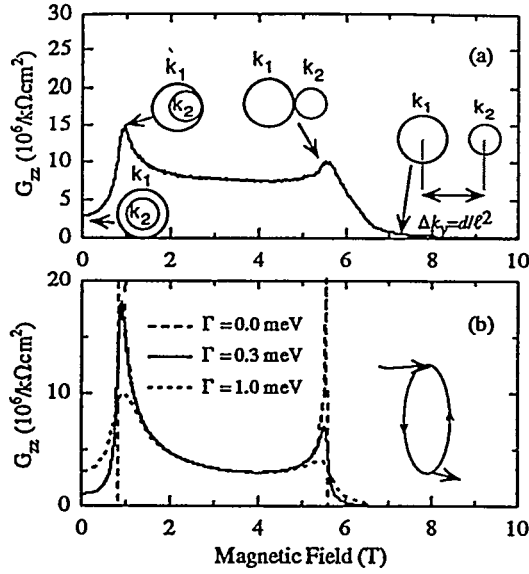 (a)
G_zz (10^6/kΩcm^2)
30
25
20
15
10
5
0
k_1
k_2
k_1
k_2
k_1
k_2
k_1
k_2
Δk_y=d/ℓ^2
0 2 4 6 8 10
(b)
G_zz (10^6/kΩcm^2)
20
10
0
Γ = 0.0 meV
Γ = 0.3 meV
Γ = 1.0 meV
0 2 4 6 8 10
Magnetic Field (T)